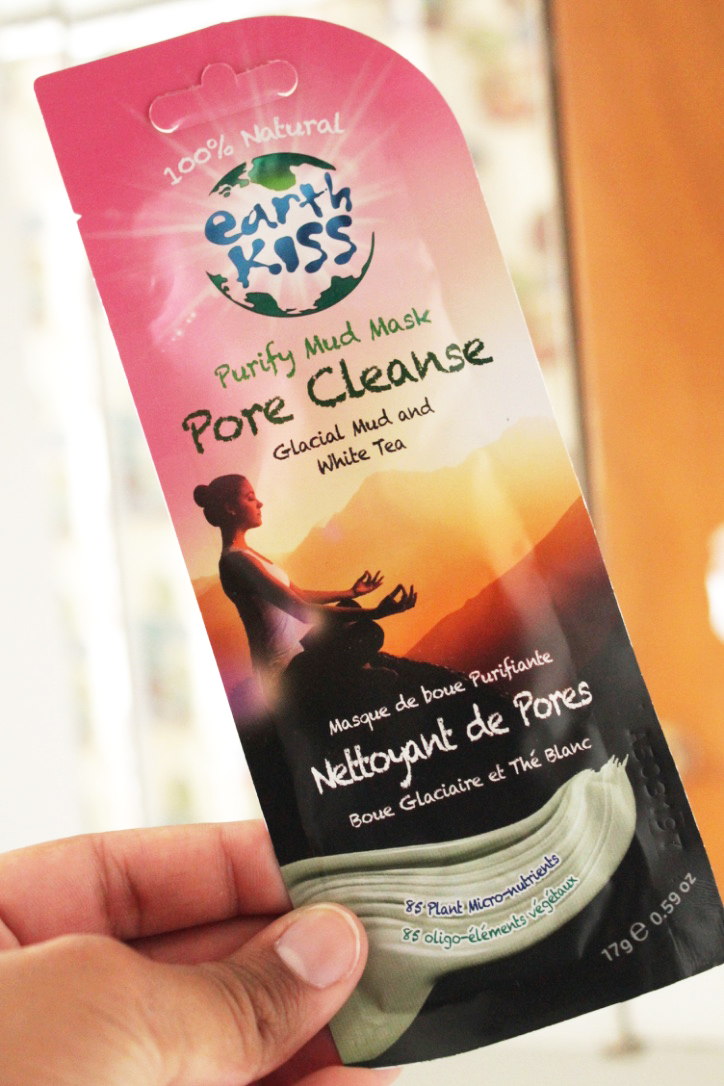 100% Natural
earth
kiss
Purify Mud Mask
Pore Cleanse
Glacial Mud and
White Tea
Masque de boue Purifiante
Nettoyant de Pores
Boue Glaciaire et Thé Blanc
85 Plant Micro-nutrients
85 oligo-éléments végétaux
17g e 0.59 oz